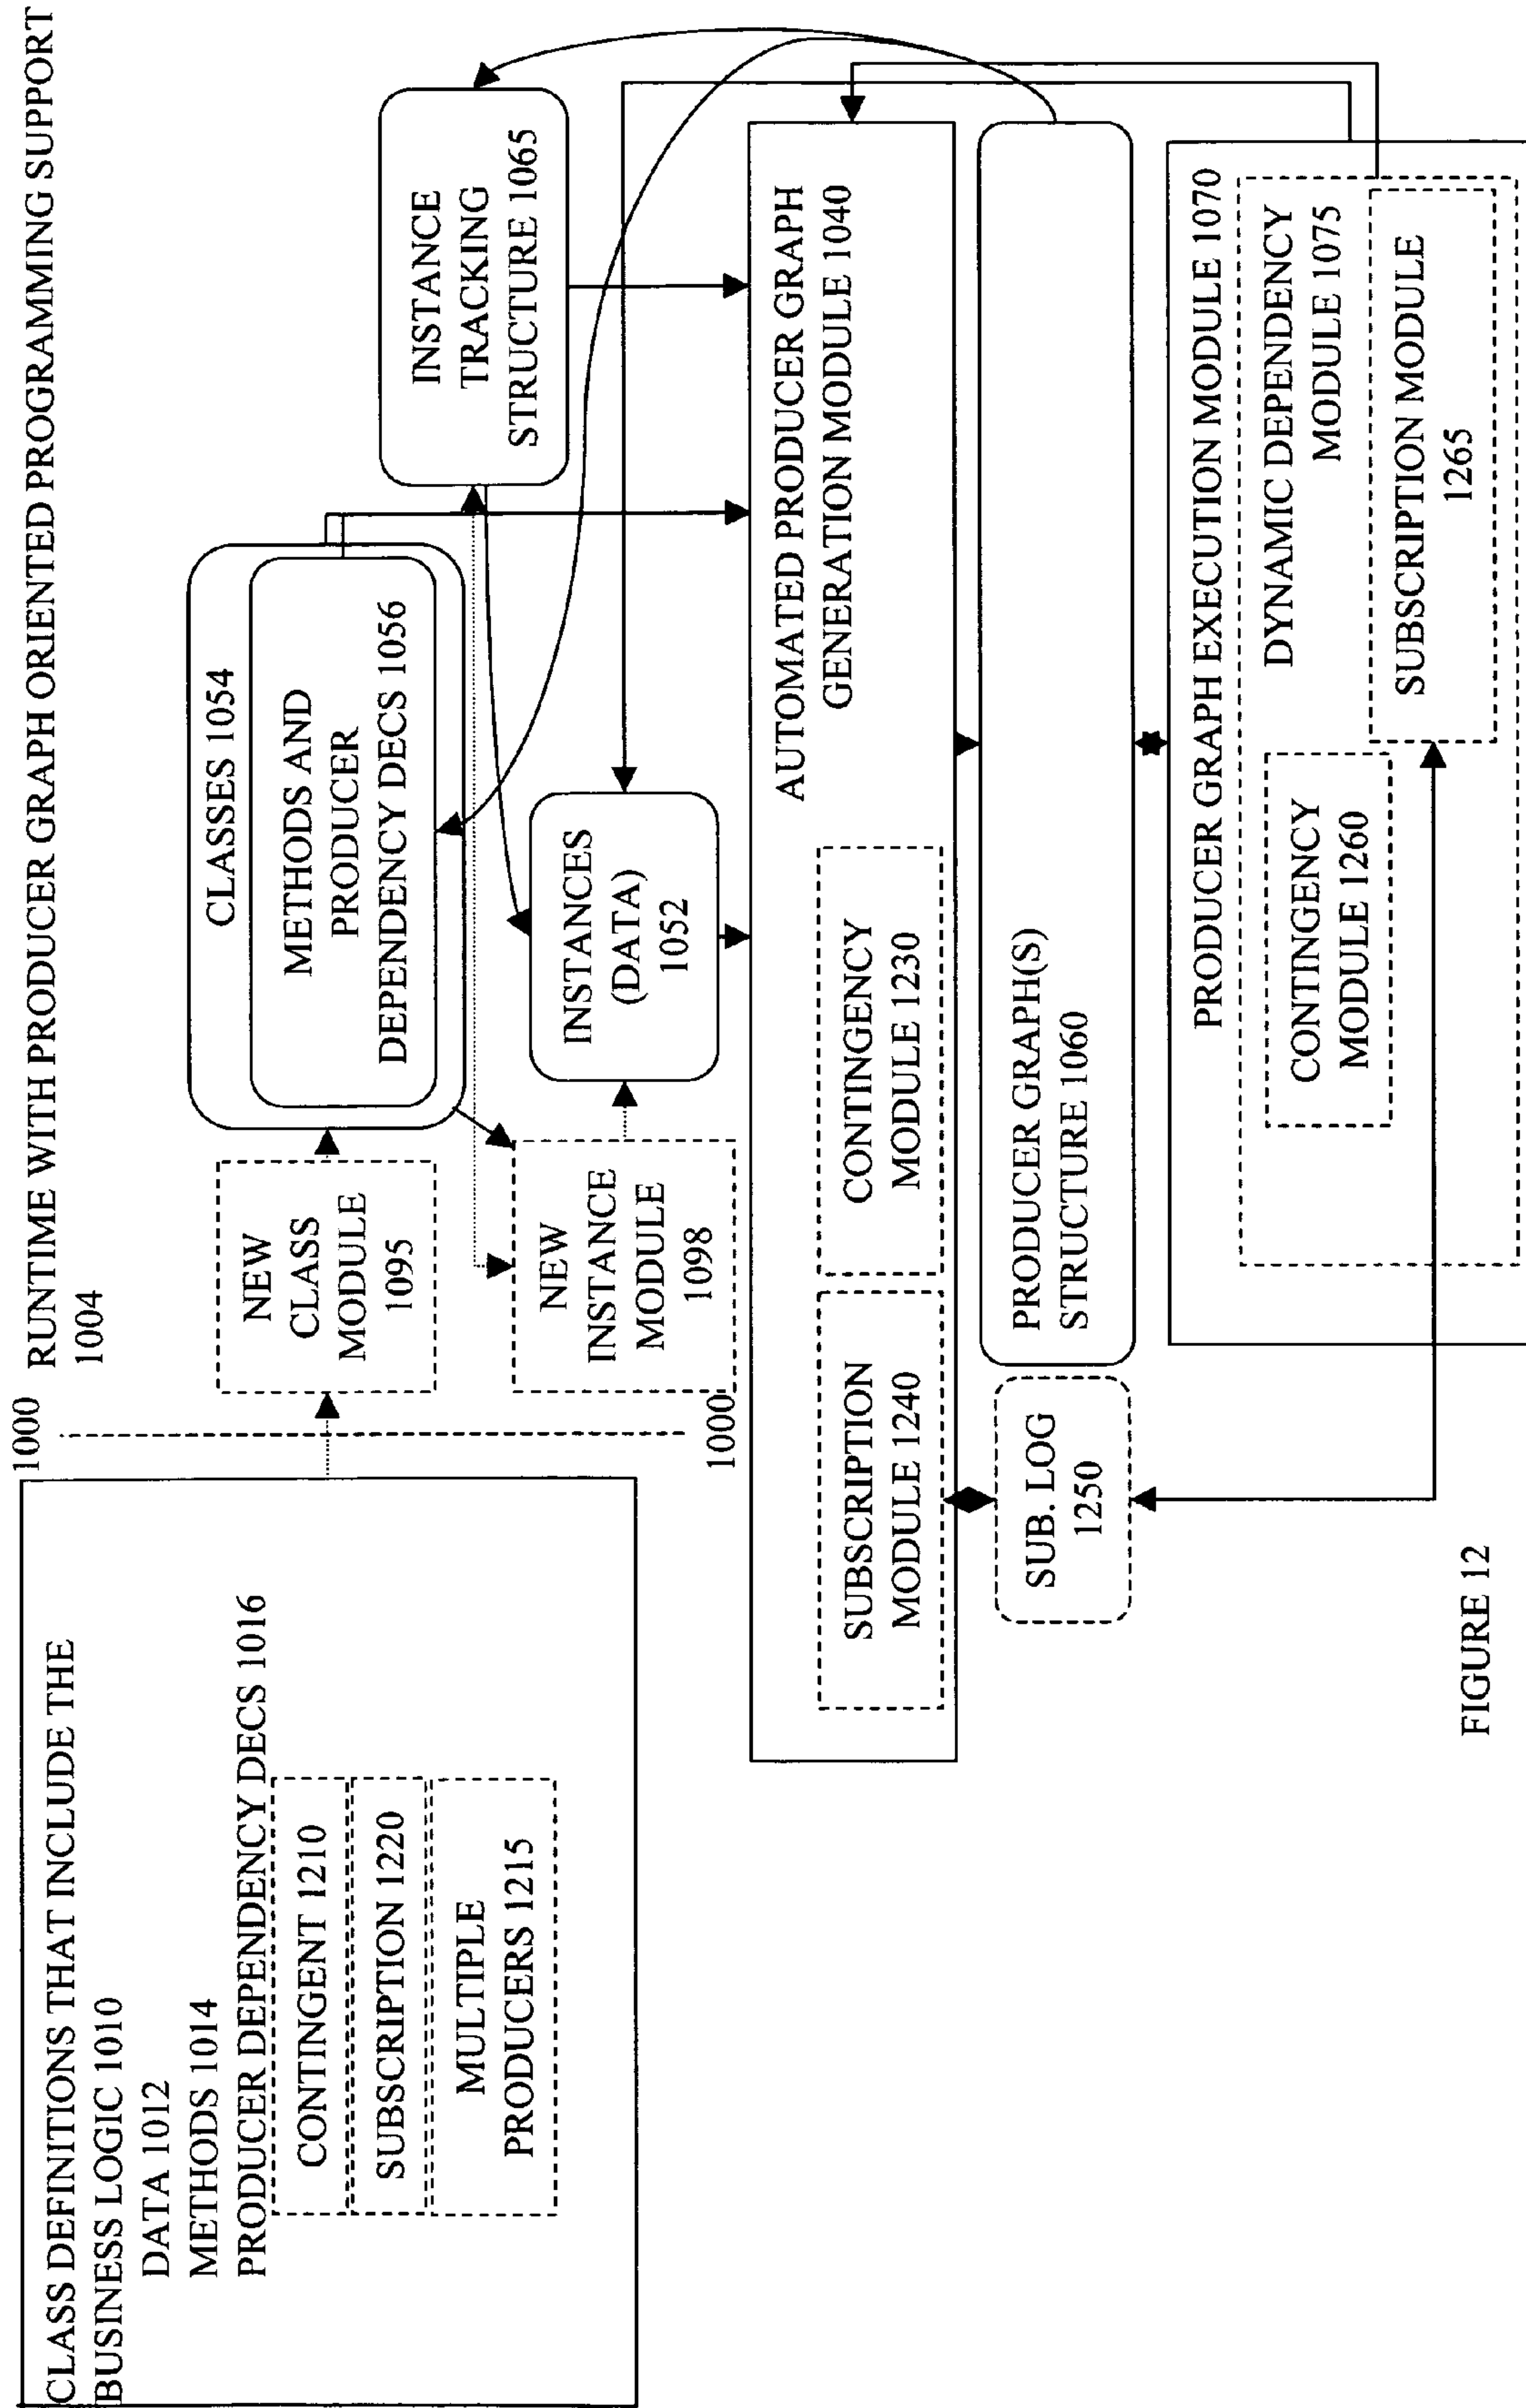 CLASS DEFINITIONS THAT INCLUDE THE
BUSINESS LOGIC 1010
DATA 1012
METHODS 1014
PRODUCER DEPENDENCY DECS 1016
CONTINGENT 1210
SUBSCRIPTION 1220
MULTIPLE
PRODUCERS 1215
1000
1000
RUNTIME WITH PRODUCER GRAPH ORIENTED PROGRAMMING SUPPORT
1004
NEW
CLASS
MODULE
1095
CLASSES 1054
METHODS AND
PRODUCER
DEPENDENCY DECS 1056
INSTANCE
TRACKING
STRUCTURE 1065
NEW
INSTANCE
MODULE
1098
INSTANCES
(DATA)
1052
AUTOMATED PRODUCER GRAPH
GENERATION MODULE 1040
SUBSCRIPTION
MODULE 1240
CONTINGENCY
MODULE 1230
SUB. LOG
1250
PRODUCER GRAPH(S)
STRUCTURE 1060
PRODUCER GRAPH EXECUTION MODULE 1070
DYNAMIC DEPENDENCY
MODULE 1075
CONTINGENCY
MODULE 1260
SUBSCRIPTION MODULE
1265
FIGURE 12